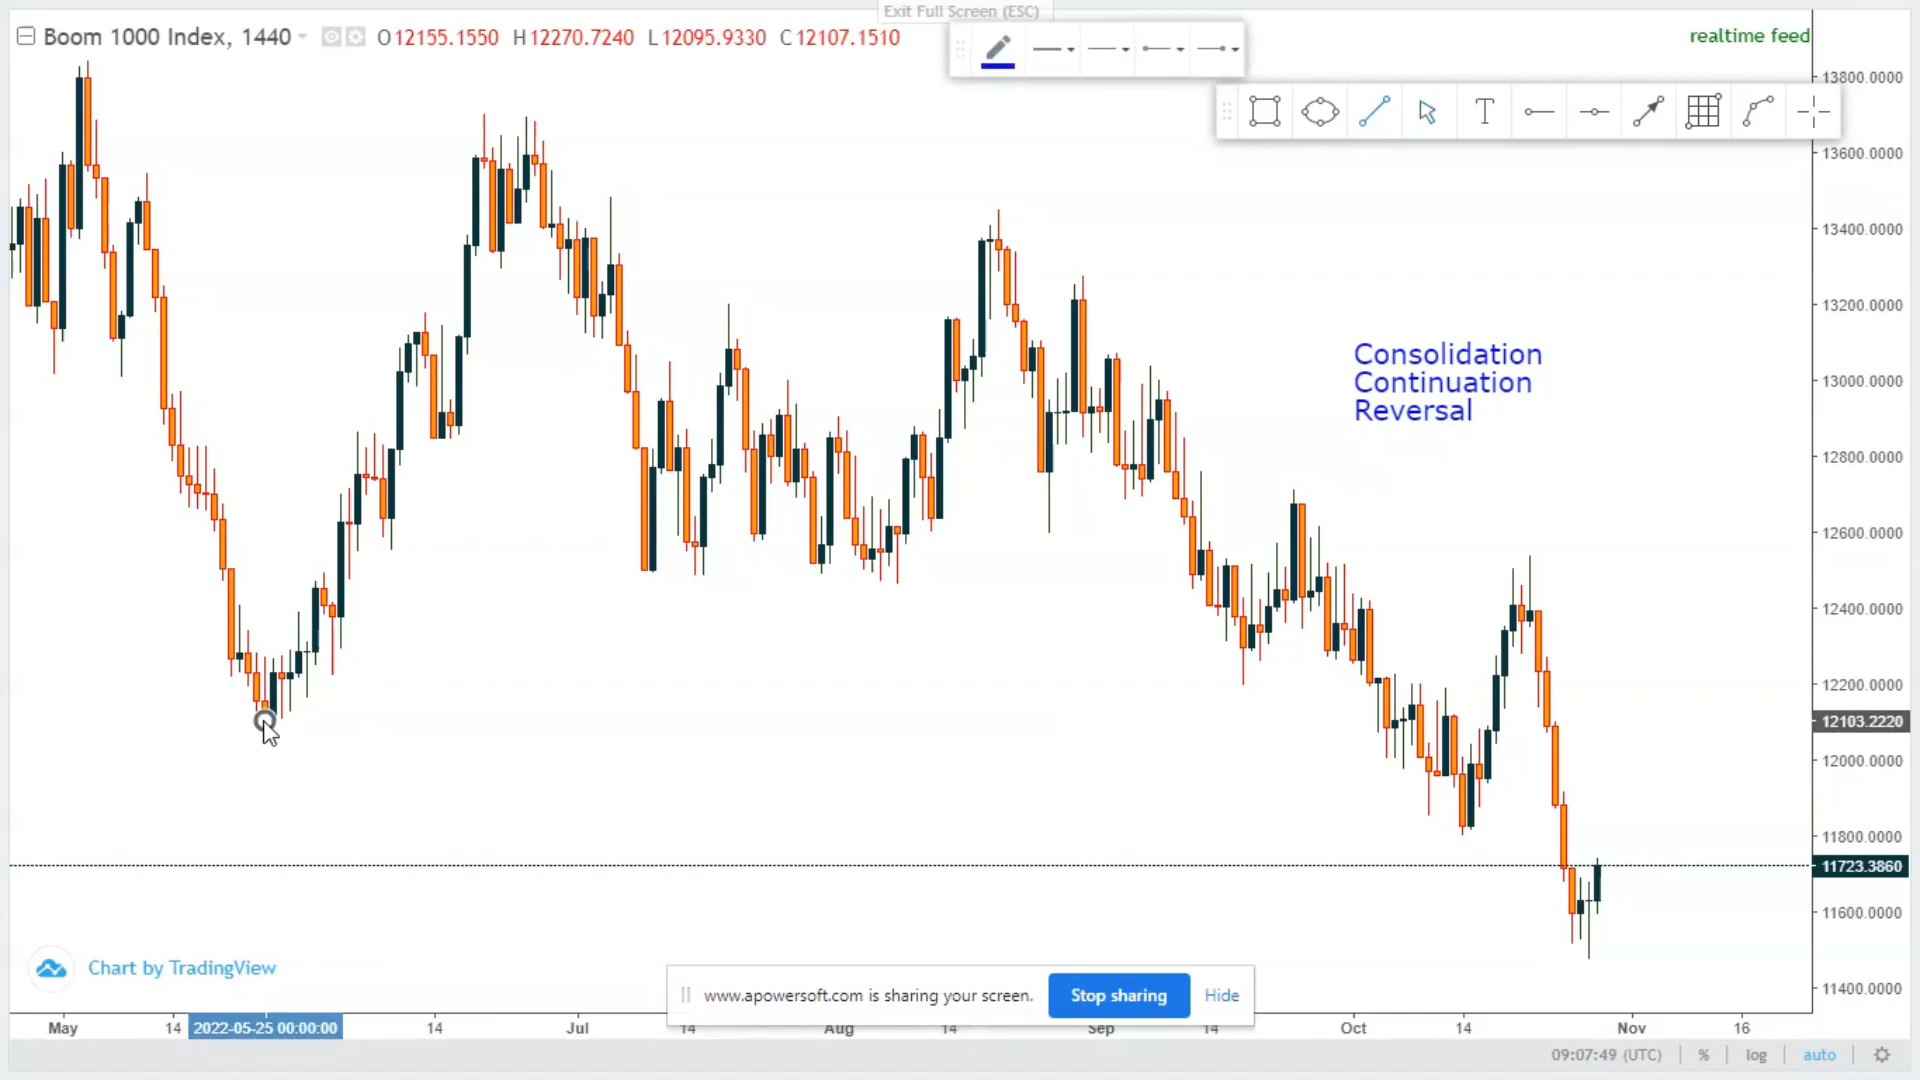 Exit Full Screen (ESC)
Boom 1000 Index, 1440 O12155.1550 H12270.7240 L12095.9330 C12107.1510
realtime feed
13800.0000
13600.0000
13400.0000
13200.0000
13000.0000
12800.0000
12600.0000
12400.0000
12200.0000
12103.2220
12000.0000
11800.0000
11723.3860
11600.0000
11400.0000
Consolidation
Continuation
Reversal
Chart by TradingView
www.apowersoft.com is sharing your screen. Stop sharing Hide
May 14 2022-05-25 00:00:00 14 Jul 14 Aug 14 Sep 14 Oct 14 Nov 16
09:07:49 (UTC) % log auto